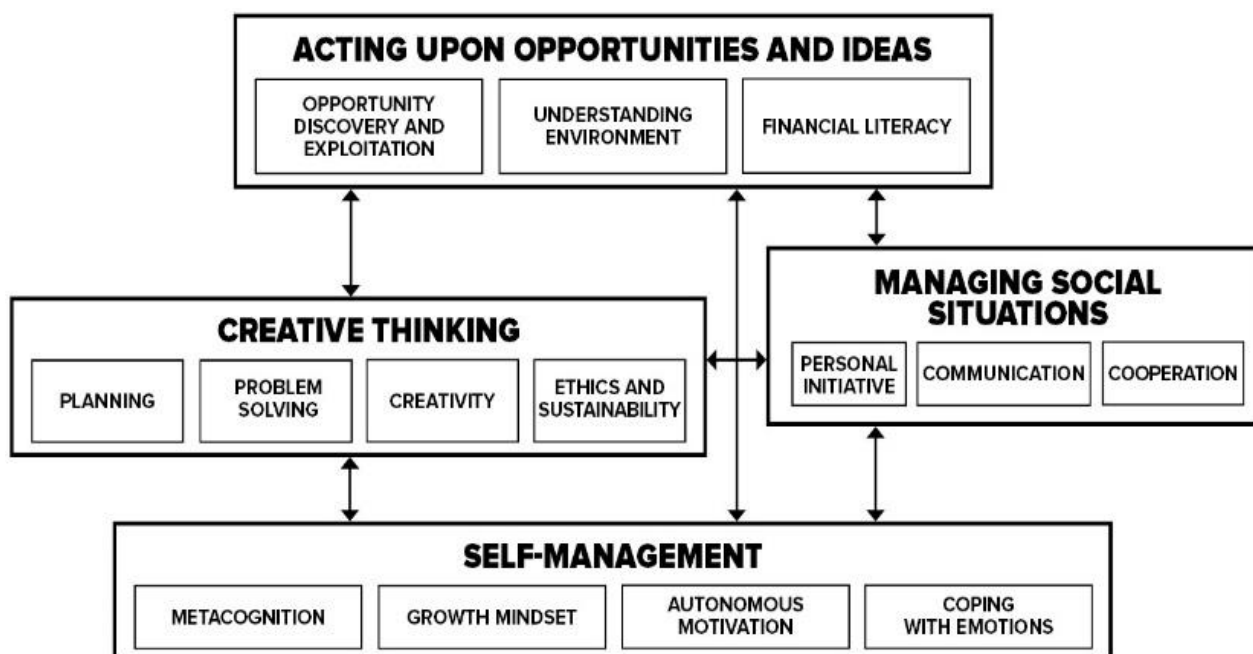 ACTING UPON OPPORTUNITIES AND IDEAS
OPPORTUNITY
DISCOVERY AND
EXPLOITATION
UNDERSTANDING
ENVIRONMENT
FINANCIAL LITERACY
MANAGING SOCIAL
SITUATIONS
PERSONAL
INITIATIVE
COMMUNICATION
COOPERATION
CREATIVE THINKING
PLANNING
PROBLEM
SOLVING
CREATIVITY
ETHICS AND
SUSTAINABILITY
SELF-MANAGEMENT
METACOGNITION
GROWTH MINDSET
AUTONOMOUS
MOTIVATION
COPING
WITH EMOTIONS